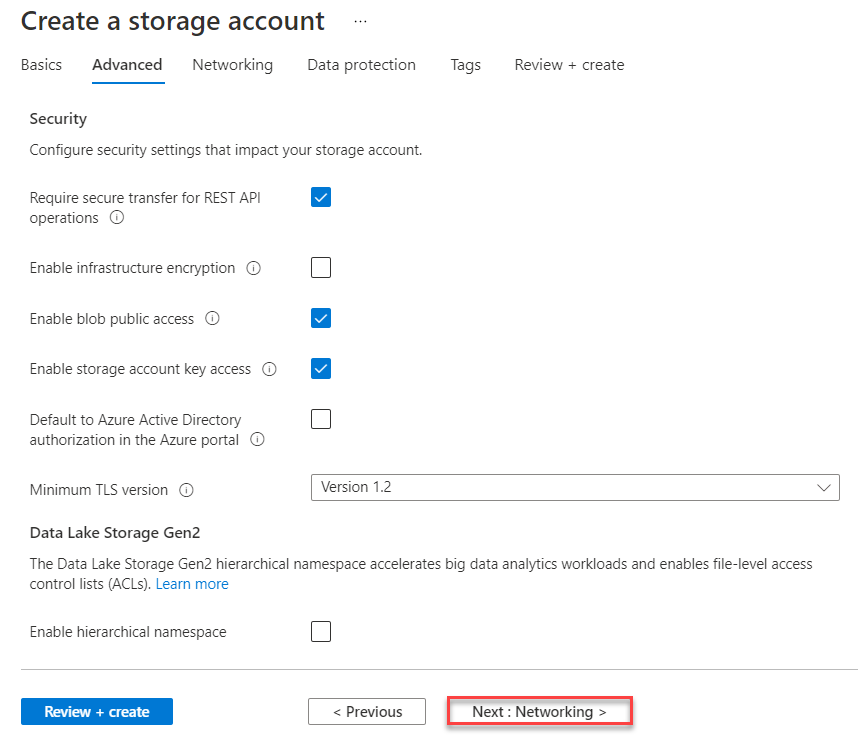 Create a storage account ...
Basics Advanced Networking Data protection Tags Review + create
Security
Configure security settings that impact your storage account.
Require secure transfer for REST API
operations
Enable infrastructure encryption
Enable blob public access
Enable storage account key access
Default to Azure Active Directory
authorization in the Azure portal
Minimum TLS version Version 1.2
Data Lake Storage Gen2
The Data Lake Storage Gen2 hierarchical namespace accelerates big data analytics workloads and enables file-level access
control lists (ACLs). Learn more
Enable hierarchical namespace
Review + create < Previous Next : Networking >